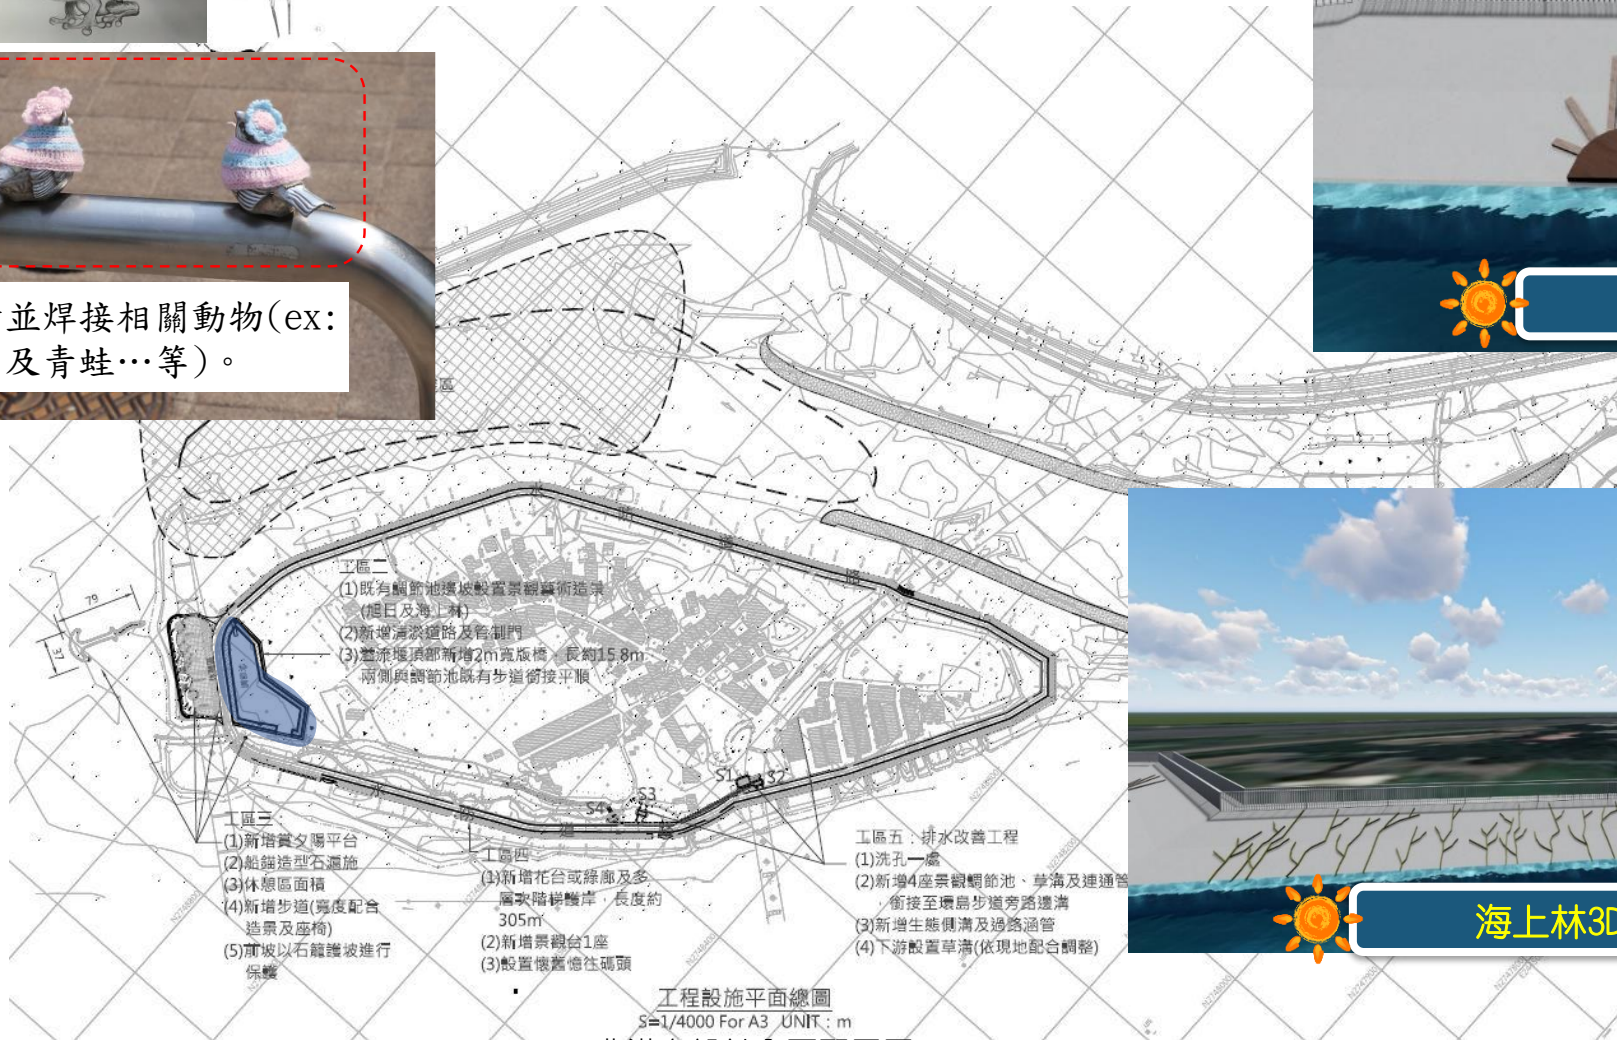 並焊接相關動物(ex:
及青蛙…等)。
區
工區二
(1)既有調節池邊坡設置景觀藝術造景
(旭日及海上林)
(2)新增清淤道路及管制門
(3)溢流堰頂部新增2m寬版橋，長約15.8m
兩側與調節池既有步道銜接平順
79
37
S1
S2
S3
S4
工區三：
(1)新增賞夕陽平台
(2)船錨造型石滬施
(3)休憩區面積
(4)新增步道(寬度配合
造景及座椅)
(5)前坡以石籠護坡進行
保護
工區四
(1)新增花台或綠廊及多
層軟階梯護岸，長度約
305m
(2)新增景觀台1座
(3)設置懷舊憶往碼頭
工區五：排水改善工程
(1)洗孔一處
(2)新增4座景觀調節池、草溝及連通管
銜接至環島步道旁路邊溝
(3)新增生態側溝及過路涵管
(4)下游設置草溝(依現地配合調整)
海上林3D
工程設施平面總圖
S=1/4000 For A3 UNIT：m